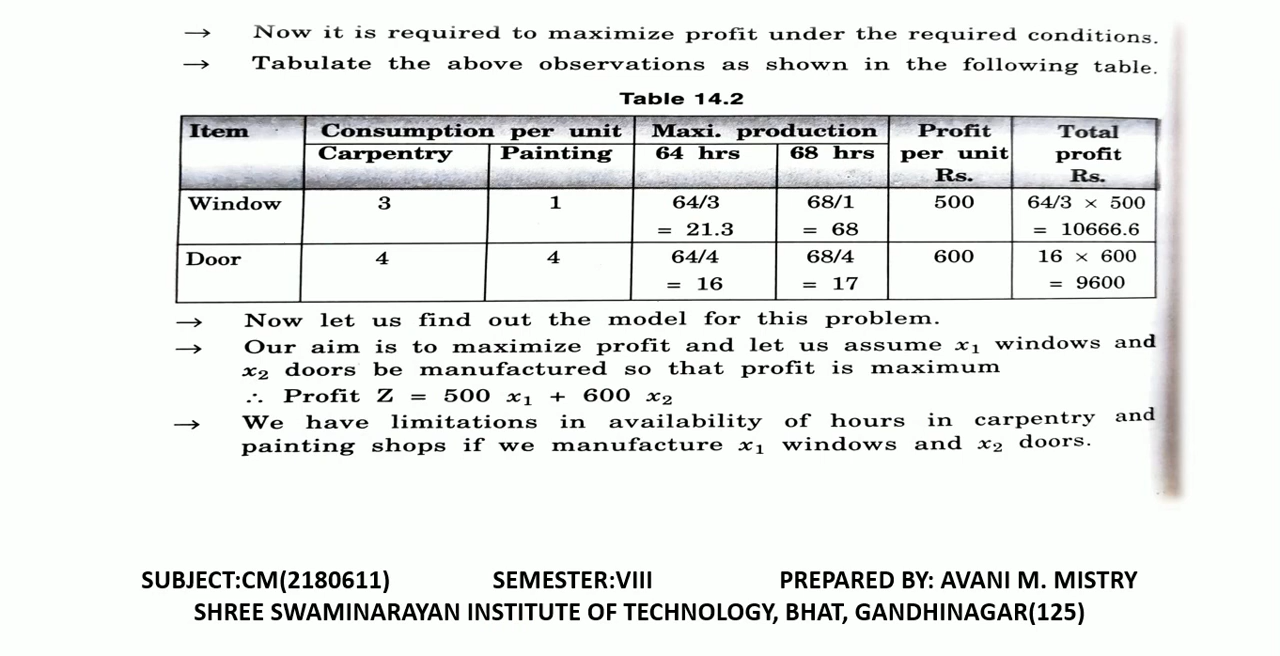 → Now it is required to maximize profit under the required conditions.
→ Tabulate the above observations as shown in the following table.
Table 14.2
Item Consumption per unit Maxi. production Profit Total
Carpentry Painting 64 hrs 68 hrs per unit profit
Rs. Rs.
Window 3 1 64/3 68/1 500 64/3 × 500
= 21.3 = 68 = 10666.6
Door 4 4 64/4 68/4 600 16 × 600
= 16 = 17 = 9600
→ Now let us find out the model for this problem.
→ Our aim is to maximize profit and let us assume x₁ windows and
x₂ doors be manufactured so that profit is maximum
∴ Profit Z = 500 x₁ + 600 x₂
→ We have limitations in availability of hours in carpentry and
painting shops if we manufacture x₁ windows and x₂ doors.
SUBJECT:CM(2180611) SEMESTER:VIII PREPARED BY: AVANI M. MISTRY
SHREE SWAMINARAYAN INSTITUTE OF TECHNOLOGY, BHAT, GANDHINAGAR(125)